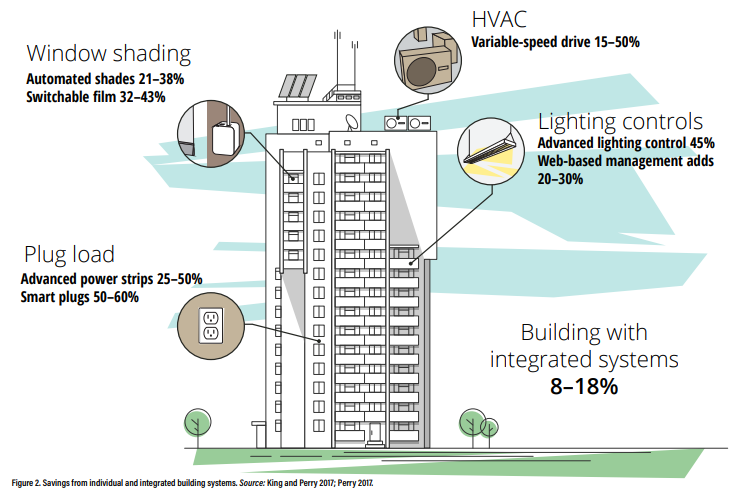 HVAC
Variable-speed drive 15–50%
Window shading
Automated shades 21–38%
Switchable film 32–43%
Lighting controls
Advanced lighting control 45%
Web-based management adds
20–30%
Plug load
Advanced power strips 25–50%
Smart plugs 50–60%
Building with
integrated systems
8–18%
Figure 2. Savings from individual and integrated building systems. Source: King and Perry 2017; Perry 2017.